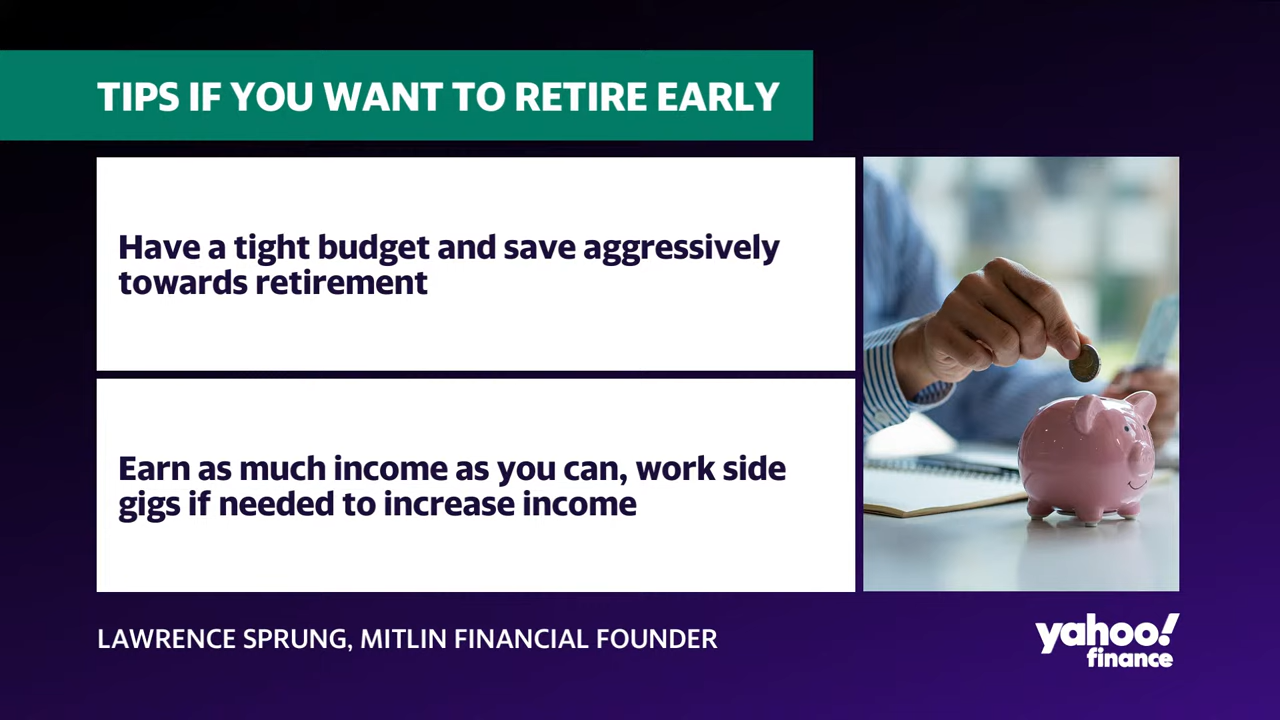 TIPS IF YOU WANT TO RETIRE EARLY
Have a tight budget and save aggressively
towards retirement
Earn as much income as you can, work side
gigs if needed to increase income
LAWRENCE SPRUNG, MITLIN FINANCIAL FOUNDER
yahoo!
finance